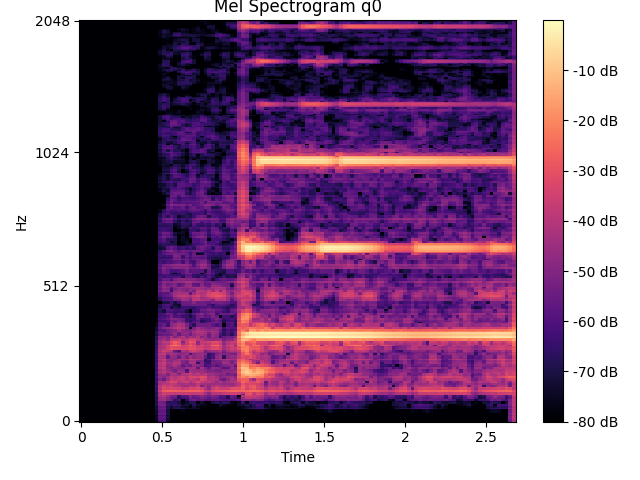 Mel Spectrogram q0
2048
1024
512
0
Hz
0
0.5
1
1.5
2
2.5
Time
-10 dB
-20 dB
-30 dB
-40 dB
-50 dB
-60 dB
-70 dB
-80 dB